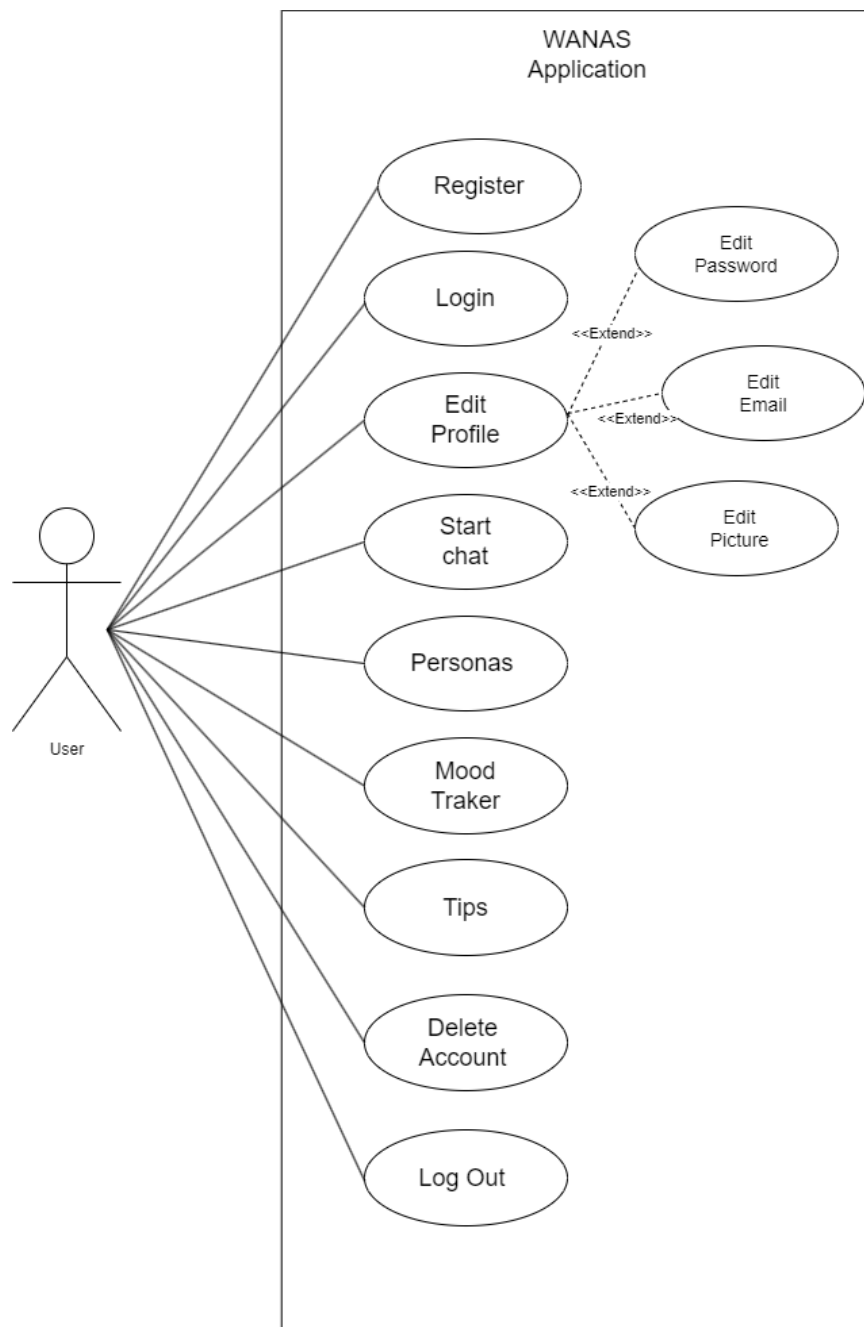 WANAS
Application
Register
Edit
Password
Login
<<Extend>>
Edit
Email
Edit
Profile
<<Extend>>
<<Extend>>
Edit
Picture
Start
chat
Personas
User
Mood
Traker
Tips
Delete
Account
Log Out